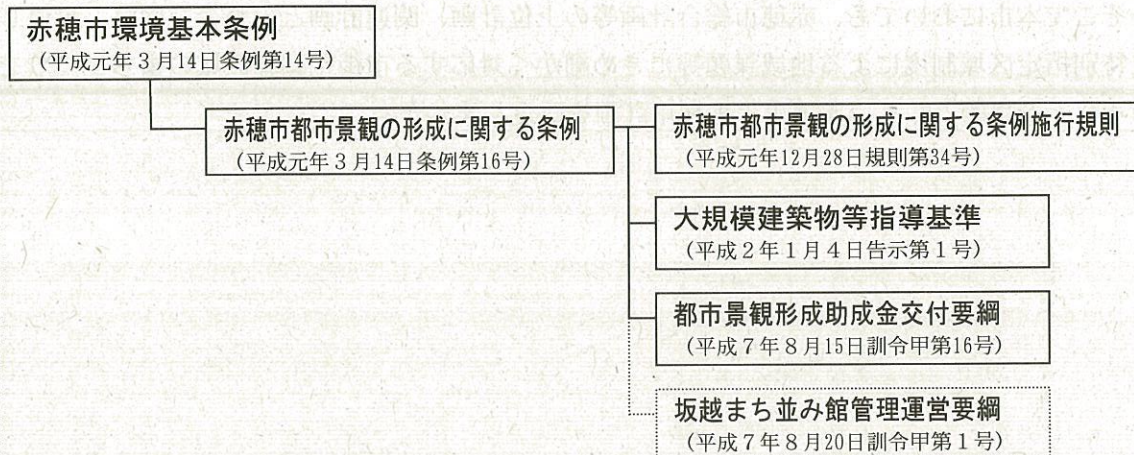 赤穂市環境基本条例
(平成元年3月14日条例第14号)
赤穂市都市景観の形成に関する条例
(平成元年3月14日条例第16号)
赤穂市都市景観の形成に関する条例施行規則
(平成元年12月28日規則第34号)
大規模建築物等指導基準
(平成2年1月4日告示第1号)
都市景観形成助成金交付要綱
(平成7年8月15日訓令甲第16号)
坂越まち並み館管理運営要綱
(平成7年8月20日訓令甲第1号)